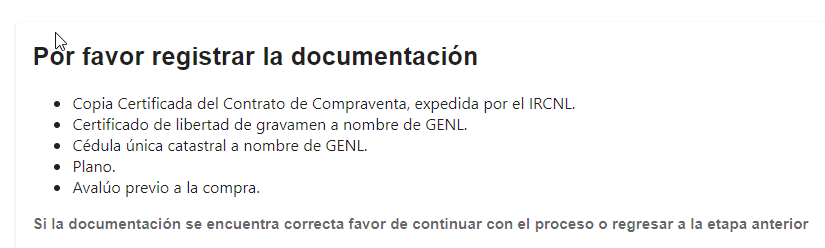 Por favor registrar la documentación
Copia Certificada del Contrato de Compraventa, expedida por el IRCNL.
Certificado de libertad de gravamen a nombre de GENL.
Cédula única catastral a nombre de GENL.
Plano.
Avalúo previo a la compra.
Si la documentación se encuentra correcta favor de continuar con el proceso o regresar a la etapa anterior